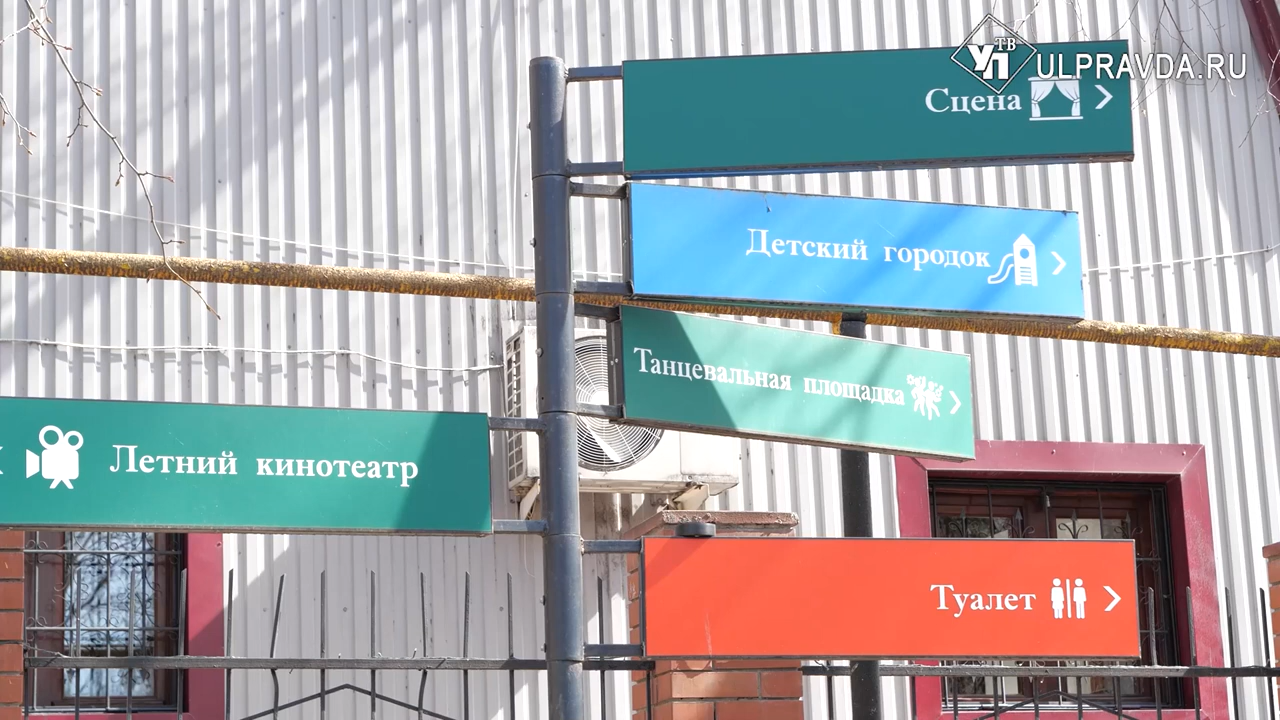 УП ТВ ULPRAVDA.RU
Сцена
Детский городок
Танцевальная площадка
Летний кинотеатр
Туалет